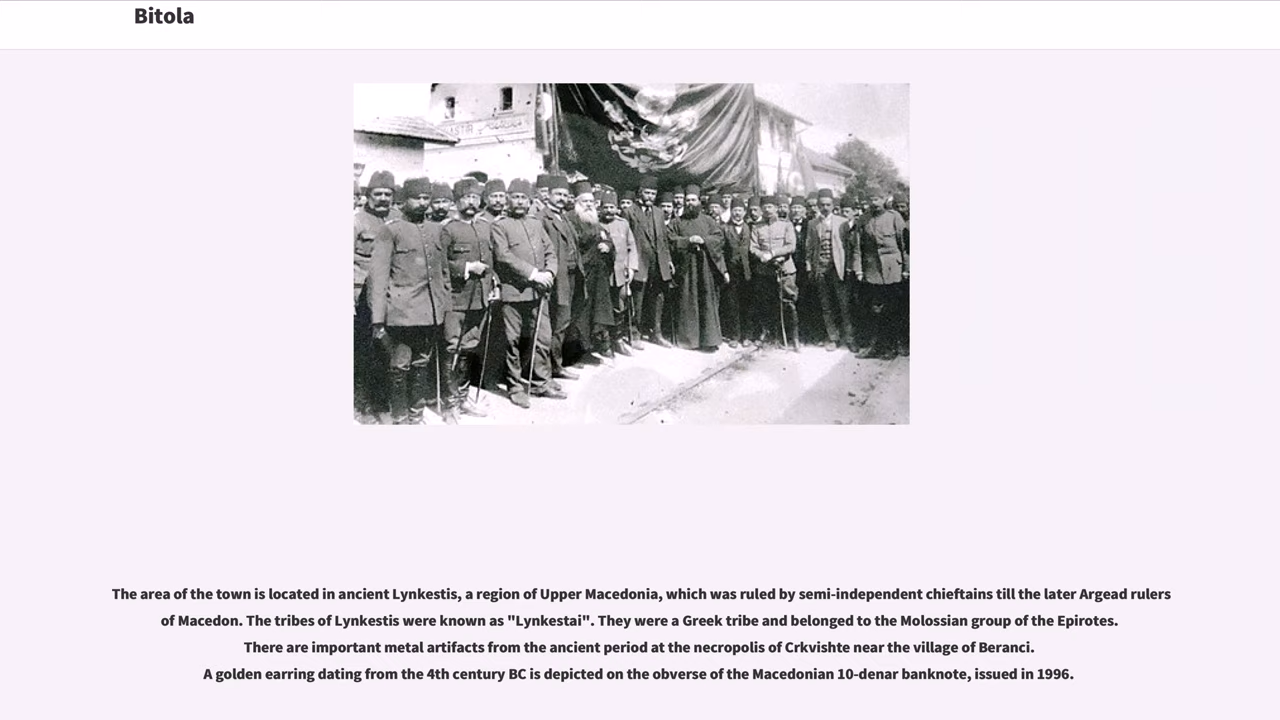 Bitola
ASTIR
The area of the town is located in ancient Lynkestis, a region of Upper Macedonia, which was ruled by semi-independent chieftains till the later Argead rulers
of Macedon. The tribes of Lynkestis were known as "Lynkestai". They were a Greek tribe and belonged to the Molossian group of the Epirotes.
There are important metal artifacts from the ancient period at the necropolis of Crkvishte near the village of Beranci.
A golden earring dating from the 4th century BC is depicted on the obverse of the Macedonian 10-denar banknote, issued in 1996.